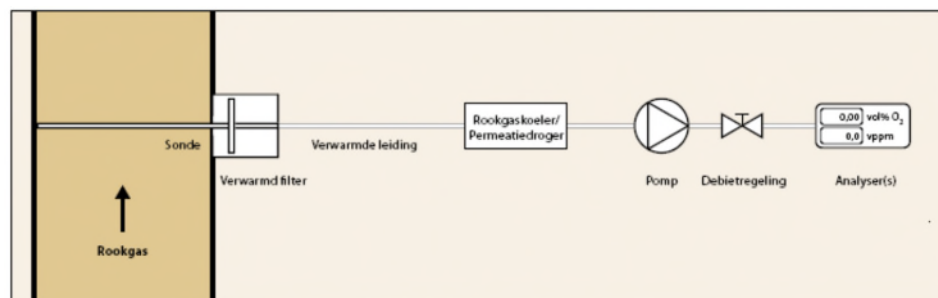 Rookgaskoeler/
Permeatiedroger
0,00 vol% O₂
0,0 vppm
Sonde
Verwarmde leiding
Verwarmd filter
Pomp
Debietregeling
Analyser(s)
Rookgas